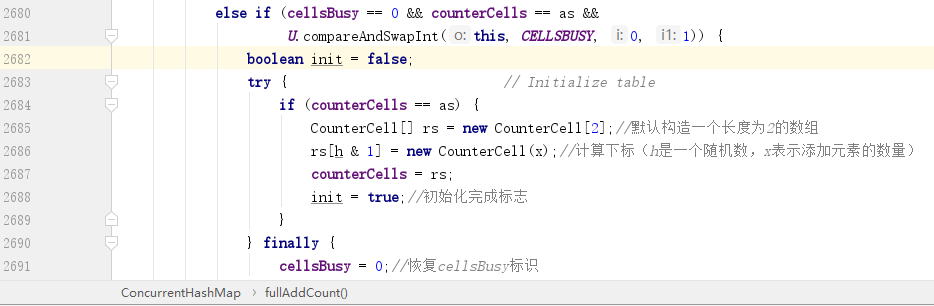 2680 else if (cellsBusy == 0 && counterCells == as &&
2681 U.compareAndSwapInt( o: this, CELLSBUSY, i: 0, i1: 1)) {
2682 boolean init = false;
2683 try { // Initialize table
2684 if (counterCells == as) {
2685 CounterCell[] rs = new CounterCell[2];//默认构造一个长度为2的数组
2686 rs[h & 1] = new CounterCell(x);//计算下标（h是一个随机数，x表示添加元素的数量）
2687 counterCells = rs;
2688 init = true;//初始化完成标志
2689 }
2690 } finally {
2691 cellsBusy = 0;//恢复cellsBusy标识
ConcurrentHashMap › fullAddCount()